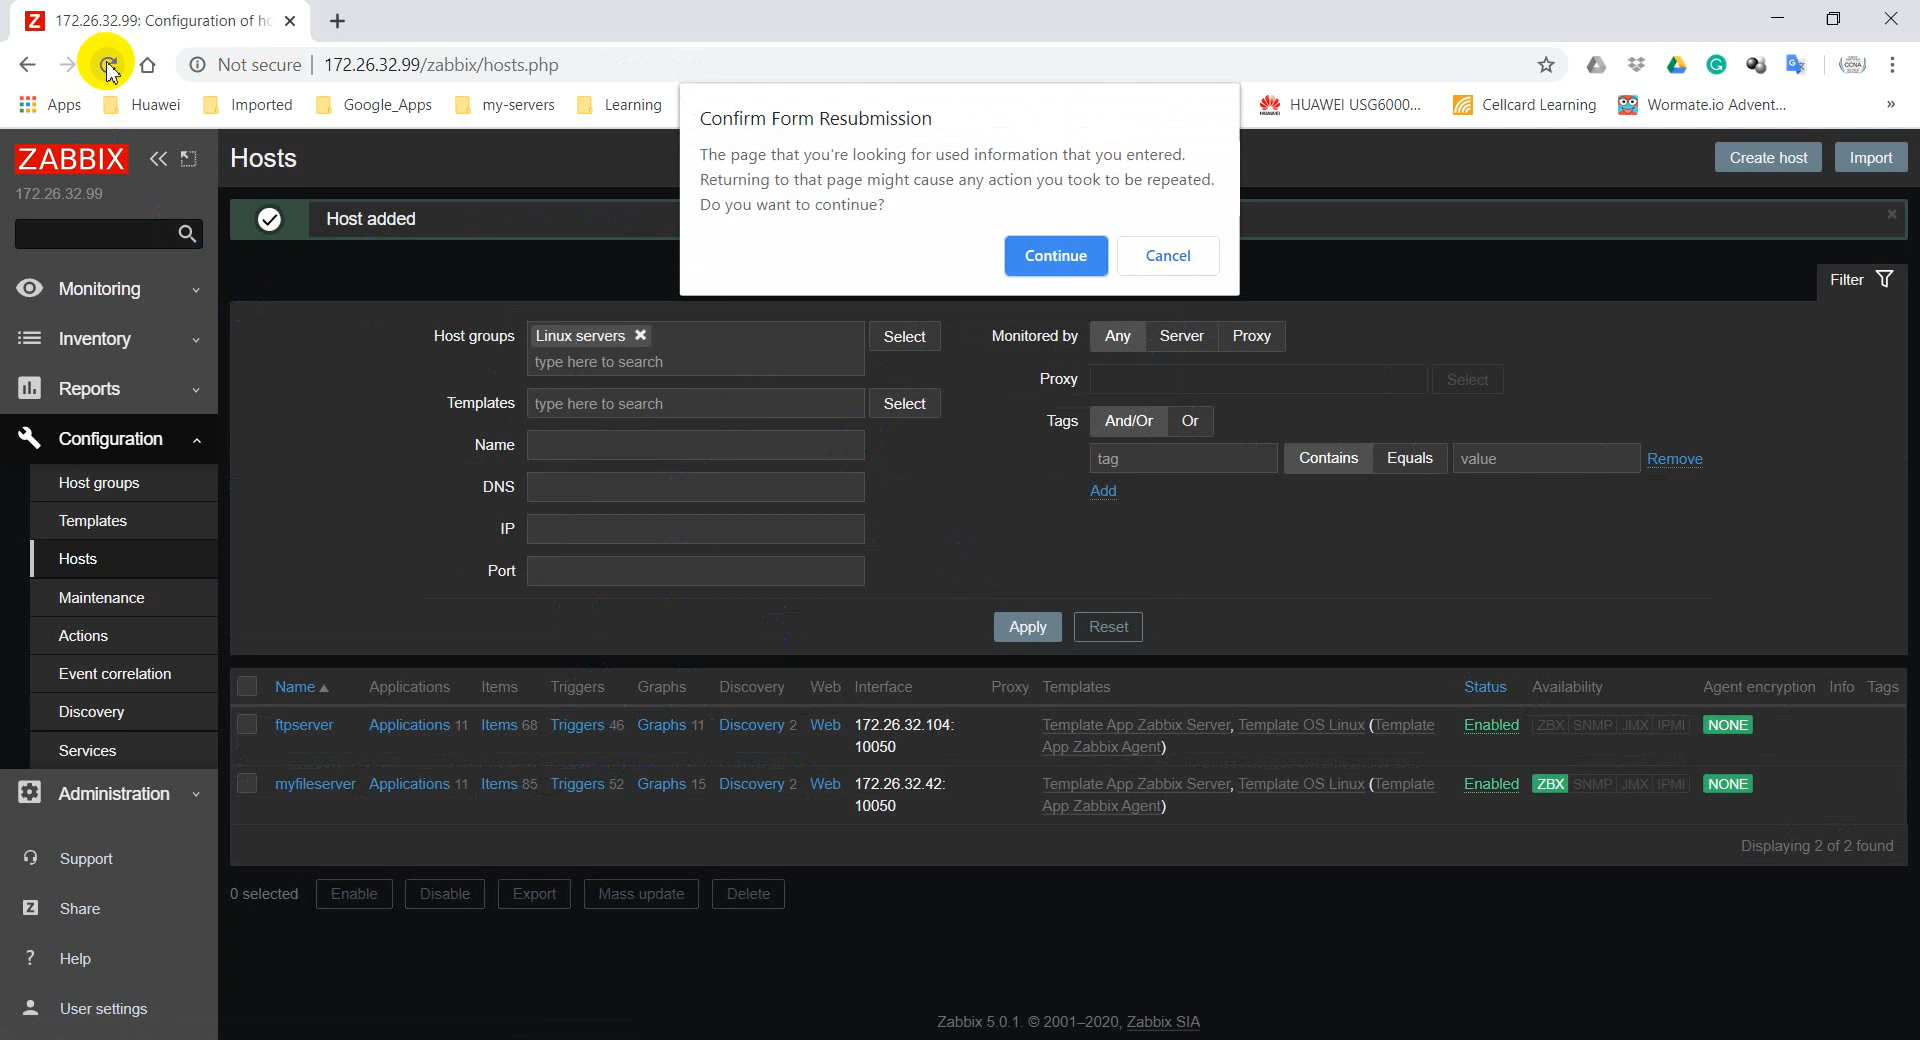 172.26.32.99: Configuration of hc
Not secure | 172.26.32.99/zabbix/hosts.php
Apps Huawei Imported Google_Apps my-servers Learning HUAWEI USG6000... Cellcard Learning Wormate.io Advent... »
Confirm Form Resubmission
The page that you're looking for used information that you entered.
Returning to that page might cause any action you took to be repeated.
Do you want to continue?
Continue Cancel
ZABBIX
172.26.32.99
Monitoring
Inventory
Reports
Configuration
Host groups
Templates
Hosts
Maintenance
Actions
Event correlation
Discovery
Services
Administration
Support
Share
Help
User settings
Hosts
Create host Import
Host added
Filter
Host groups Linux servers type here to search Select
Templates type here to search Select
Name
DNS
IP
Port
Monitored by Any Server Proxy
Proxy Select
Tags And/Or Or
tag Contains Equals value Remove
Add
Apply Reset
Name Applications Items Triggers Graphs Discovery Web Interface Proxy Templates Status Availability Agent encryption Info Tags
ftpserver Applications 11 Items 68 Triggers 46 Graphs 11 Discovery 2 Web 172.26.32.104: Template App Zabbix Server, Template OS Linux (Template Enabled ZBX SNMP JMX IPMI NONE
10050 App Zabbix Agent)
myfileserver Applications 11 Items 85 Triggers 52 Graphs 15 Discovery 2 Web 172.26.32.42: Template App Zabbix Server, Template OS Linux (Template Enabled ZBX SNMP JMX IPMI NONE
10050 App Zabbix Agent)
Displaying 2 of 2 found
0 selected Enable Disable Export Mass update Delete
Zabbix 5.0.1. © 2001–2020, Zabbix SIA